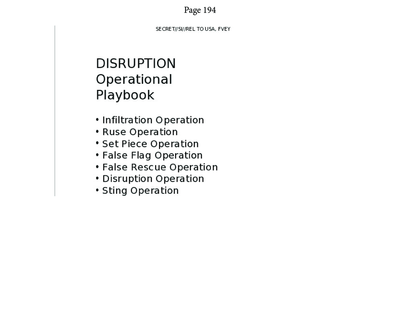 Page 194
SECRET//SI//REL TO USA, FVEY
DISRUPTION
Operational
Playbook
• Infiltration Operation
• Ruse Operation
• Set Piece Operation
• False Flag Operation
• False Rescue Operation
• Disruption Operation
• Sting Operation